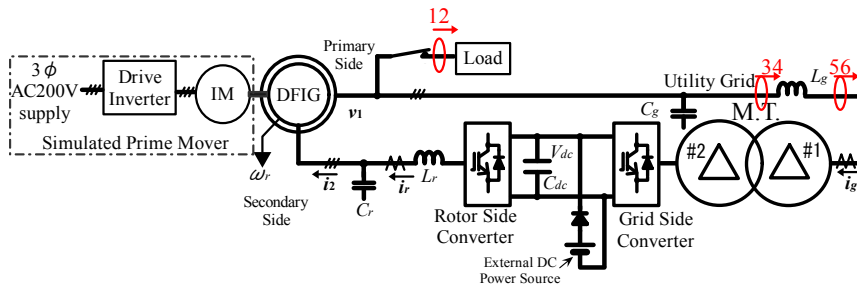 12
Primary
Side
Load
34
56
3ϕ
AC200V
supply
Drive
Inverter
IM
DFIG
v1
Utility Grid
Lg
Cg
M.T.
Simulated Prime Mover
ωr
Secondary
Side
i2
Cr
ir
Lr
Vdc
Cdc
#2
#1
ig
Rotor Side
Converter
Grid Side
Converter
External DC
Power Source